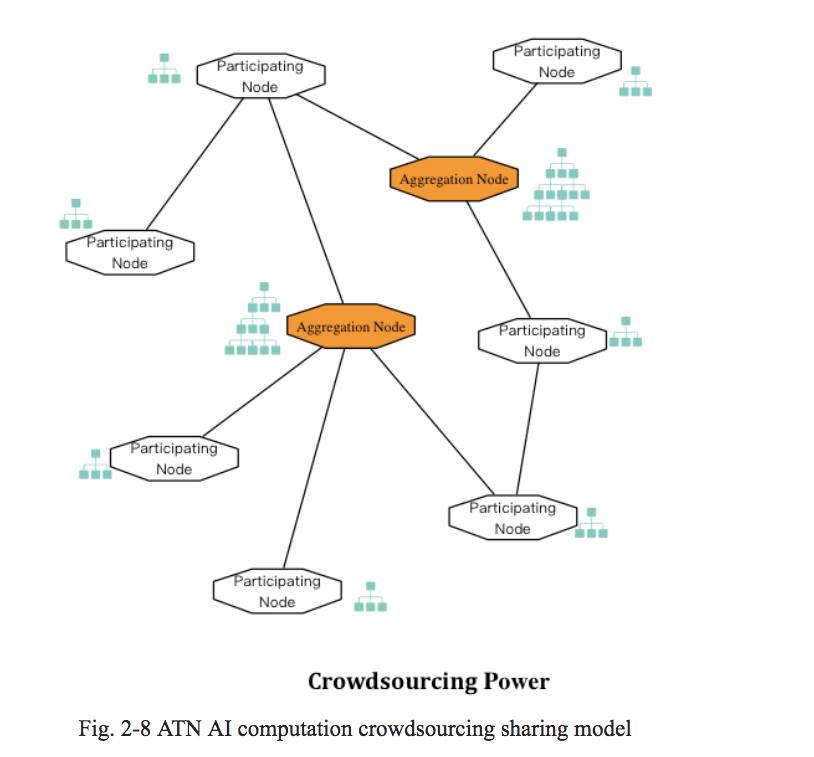 Participating
Node
Participating
Node
Aggregation Node
Participating
Node
Aggregation Node
Participating
Node
Participating
Node
Participating
Node
Participating
Node
Crowdsourcing Power
Fig. 2-8 ATN AI computation crowdsourcing sharing model